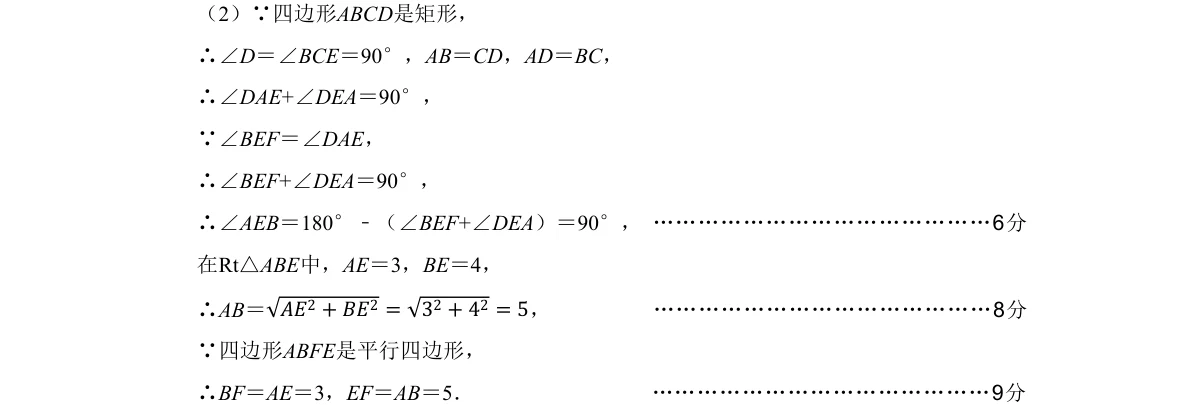 （2）∵四边形ABCD是矩形，
∴∠D＝∠BCE＝90°，AB＝CD，AD＝BC，
∴∠DAE+∠DEA＝90°，
∵∠BEF＝∠DAE，
∴∠BEF+∠DEA＝90°，
∴∠AEB＝180°﹣（∠BEF+∠DEA）＝90°，………………………………………6分
在Rt△ABE中，AE＝3，BE＝4，
∴AB＝√(AE²+BE²)＝√(3²+4²)＝5，………………………………………8分
∵四边形ABFE是平行四边形，
∴BF＝AE＝3，EF＝AB＝5．………………………………………9分